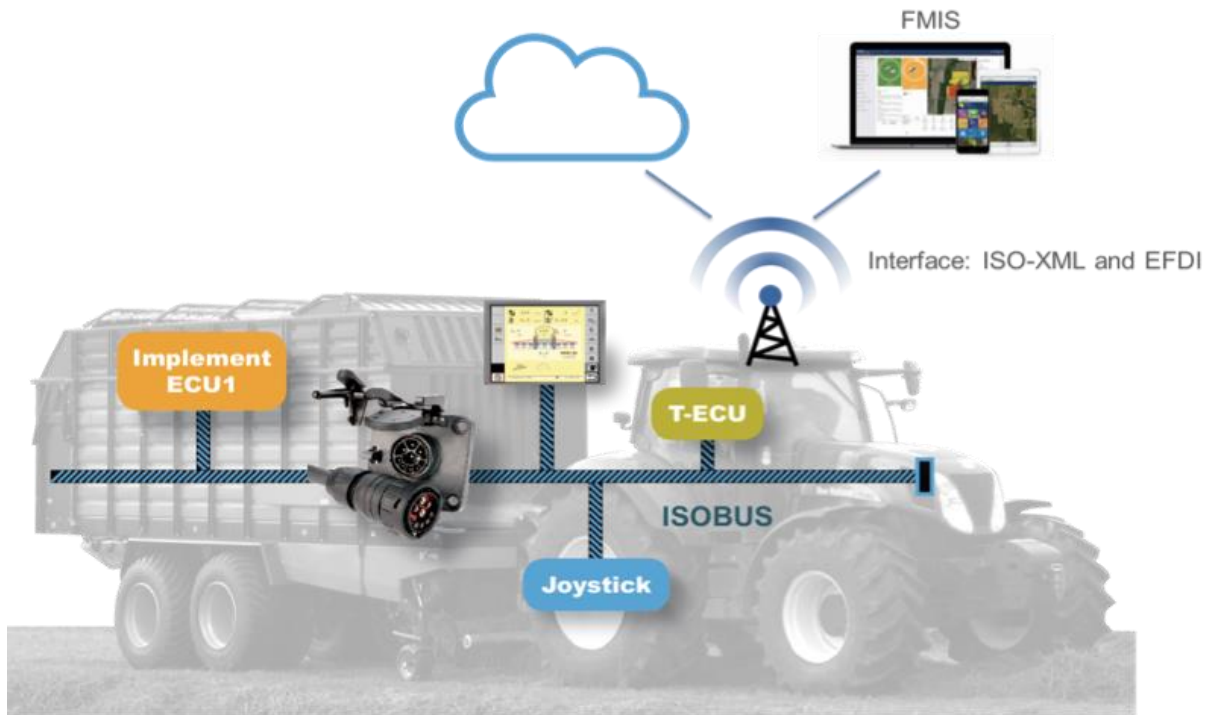 FMIS
Interface: ISO-XML and EFDI
Implement
ECU1
T-ECU
ISOBUS
Joystick